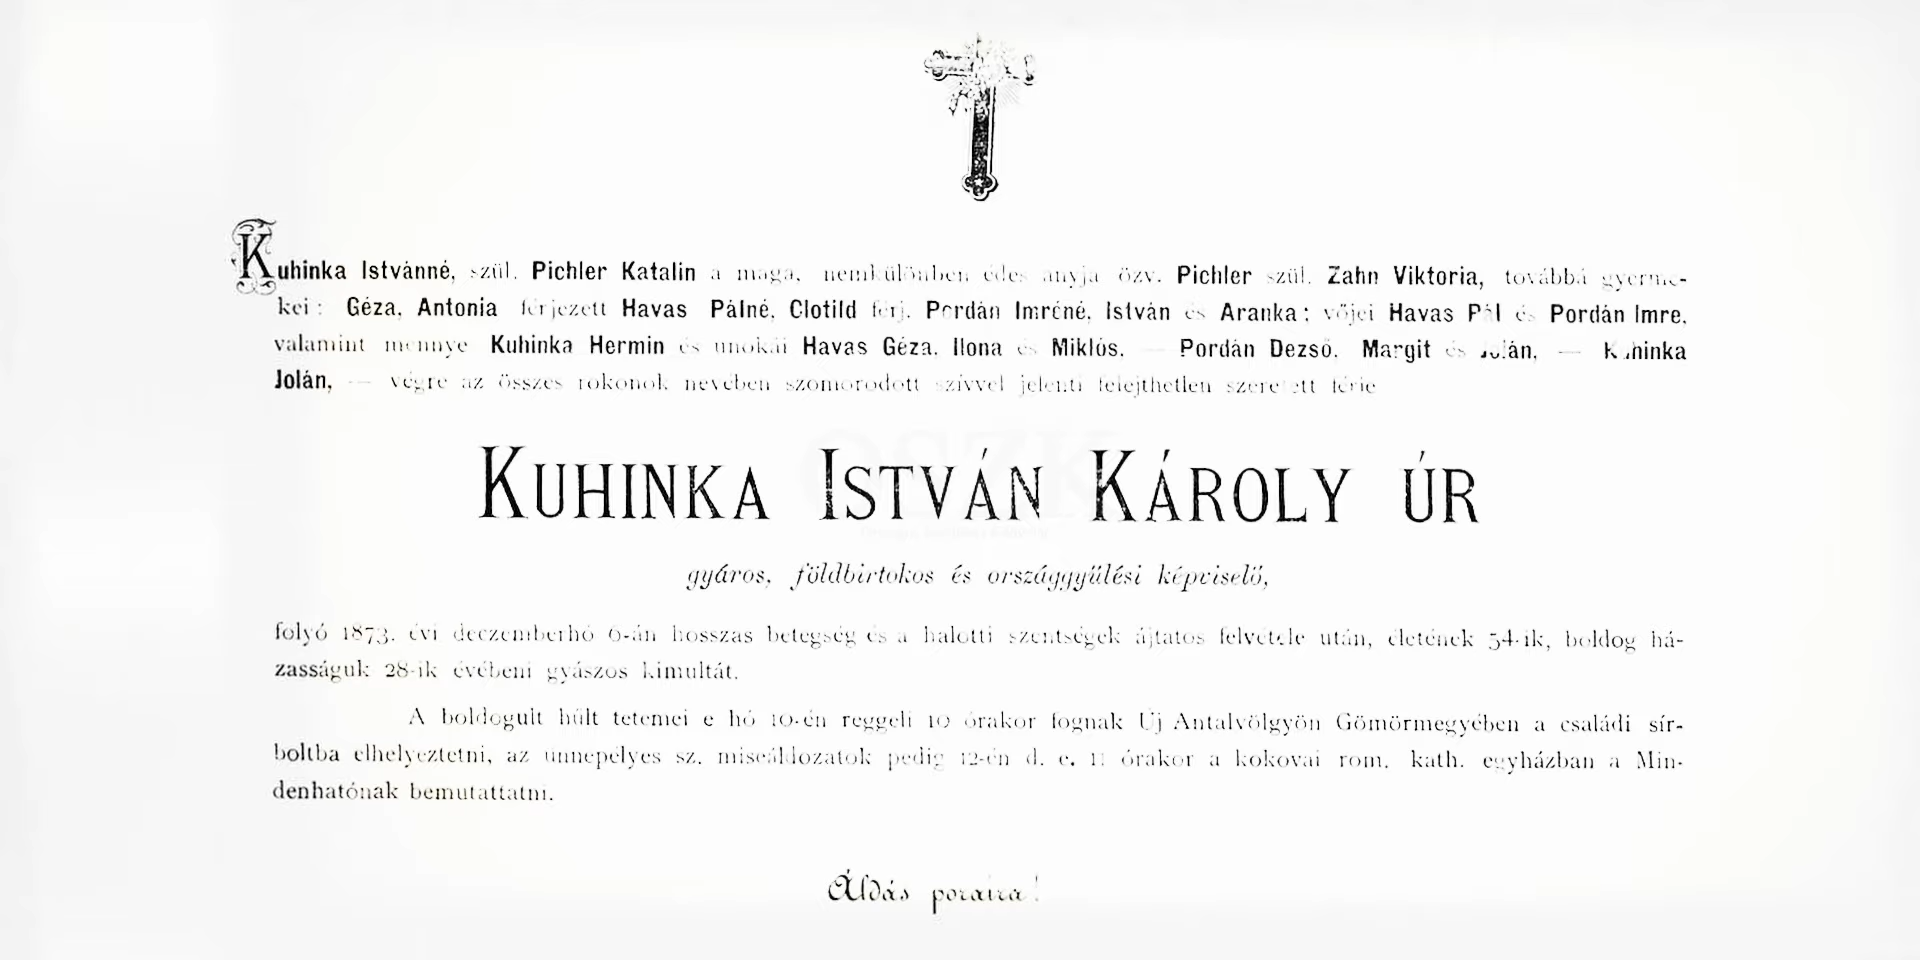 Kuhinka Istvánné, szül. Pichler Katalin a maga, nemkülönben édes anyja özv. Pichler szül. Zahn Viktoria, továbbá gyerme-
kei: Géza, Antonia férjezett Havas Pálné, Clotild férj. Pordán Imréné, István és Aranka; vőjei Havas Pál és Pordán Imre,
valamint mennye Kuhinka Hermin és unokái Havas Géza, Ilona és Miklós, — Pordán Dezső, Margit és Jolán, — Kuhinka
Jolán, — végre az összes rokonok nevében szomorodott szívvel jelenti felejthetlen szeretett férje
KUHINKA ISTVÁN KÁROLY ÚR
gyáros, földbirtokos és országgyűlési képviselő,
folyó 1873. évi deczemberhó 6-án hosszas betegség és a halotti szentségek ájtatos felvétele után, életének 54-ik, boldog há-
zasságuk 28-ik évébeni gyászos kimultát.
A boldogult hült tetemei e hó 10-én reggeli 10 órakor fognak Uj Antalvölgyön Gömörmegyében a családi sír-
boltba elhelyeztetni, az ünnepélyes sz. miseáldozatok pedig 12-én d. e. 11 órakor a kokovai rom. kath. egyházban a Min-
denhatónak bemutattatni.
Áldás poraira!
OSZK